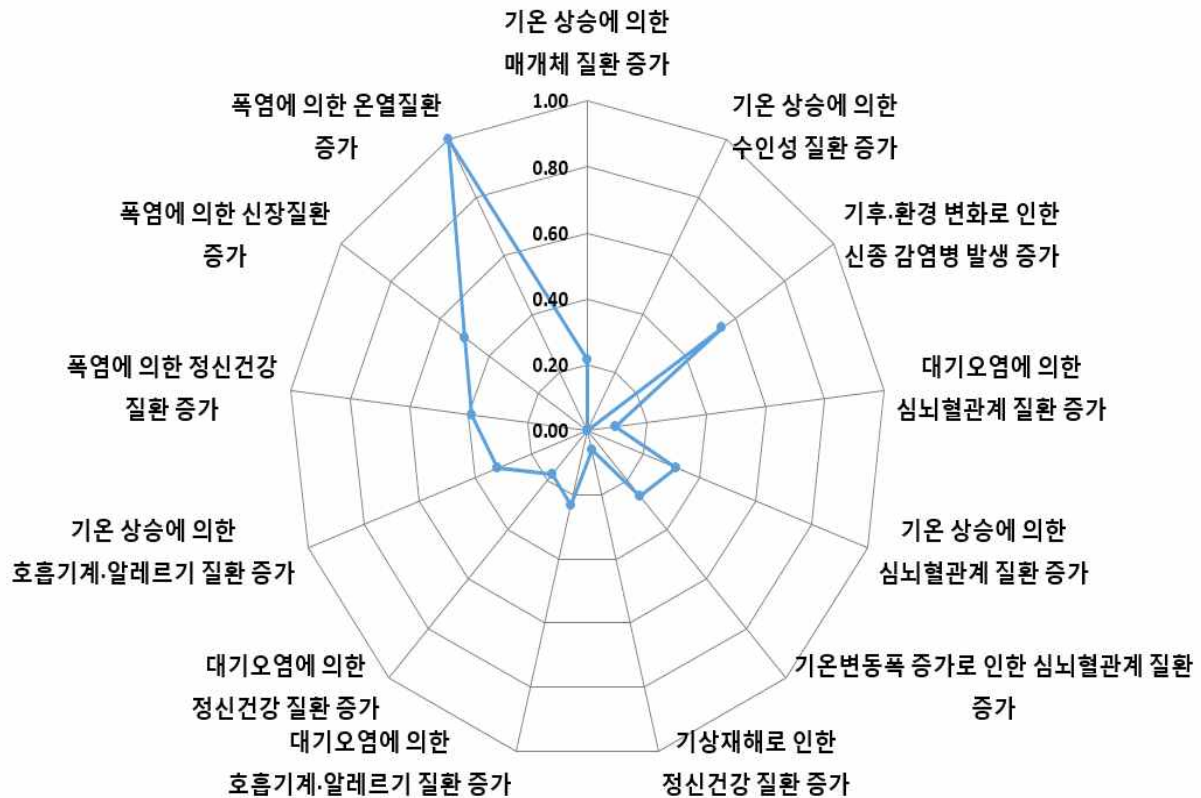 기온 상승에 의한
매개체 질환 증가
기온 상승에 의한
수인성 질환 증가
기후·환경 변화로 인한
신종 감염병 발생 증가
대기오염에 의한
심뇌혈관계 질환 증가
기온 상승에 의한
심뇌혈관계 질환 증가
기온변동폭 증가로 인한 심뇌혈관계 질환
증가
기상재해로 인한
정신건강 질환 증가
대기오염에 의한
호흡기계·알레르기 질환 증가
대기오염에 의한
정신건강 질환 증가
기온 상승에 의한
호흡기계·알레르기 질환 증가
폭염에 의한 정신건강
질환 증가
폭염에 의한 신장질환
증가
폭염에 의한 온열질환
증가
1.00
0.80
0.60
0.40
0.20
0.00